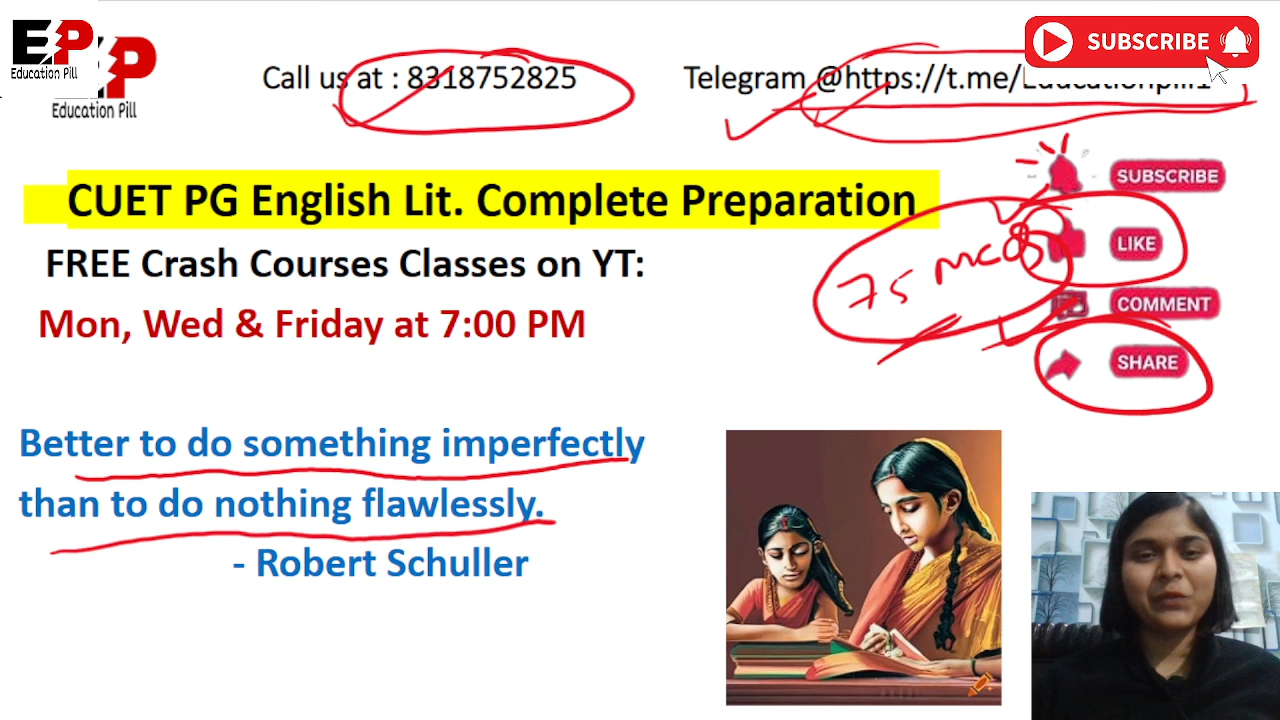 EP
Education Pill
EP
Education Pill
Call us at : 8318752825
Telegram @https://t.me/Educationpill1
SUBSCRIBE
CUET PG English Lit. Complete Preparation
SUBSCRIBE
FREE Crash Courses Classes on YT:
75 MCQs
LIKE
Mon, Wed & Friday at 7:00 PM
COMMENT
SHARE
Better to do something imperfectly
than to do nothing flawlessly.
- Robert Schuller